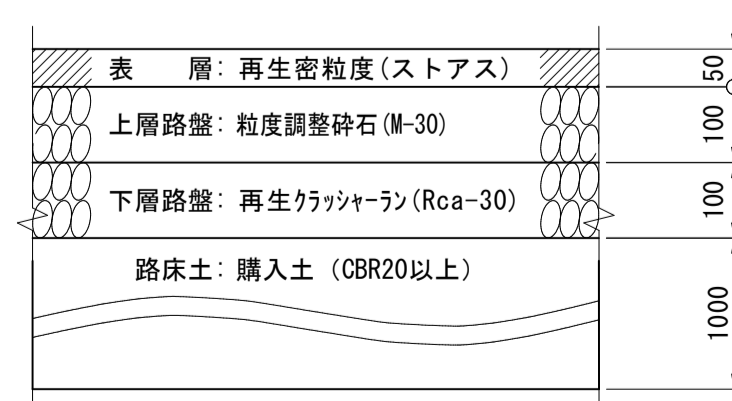 表　　層：再生密粒度（ストアス）
50
上層路盤：粒度調整砕石（M-30）
100
下層路盤：再生ｸﾗｯｼｬｰﾗﾝ（Rca-30）
100
路床土：購入土（CBR20以上）
1000